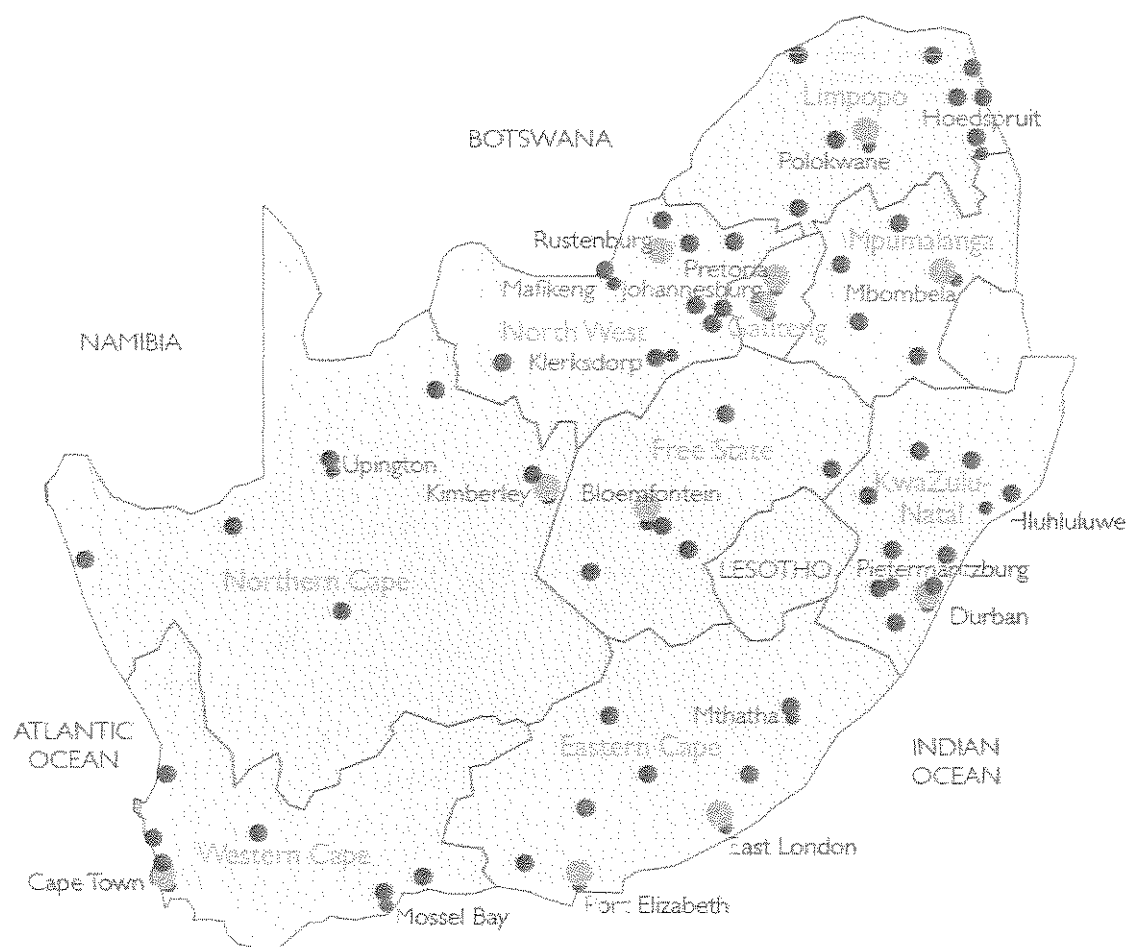 Limpopo
Hoedspruit
BOTSWANA
Polokwane
Rustenburg
Mpumalanga
Pretoria
Mafikeng
Johannesburg
Mbombela
NAMIBIA
North West
Gauteng
Klerksdorp
Free State
Upington
Kimberley
Bloemfontein
KwaZulu-
Natal
Hluhluluwe
Northern Cape
LESOTHO
Pietermaritzburg
Durban
ATLANTIC
OCEAN
Mthatha
Eastern Cape
INDIAN
OCEAN
Western Cape
East London
Cape Town
Mossel Bay
Port Elizabeth